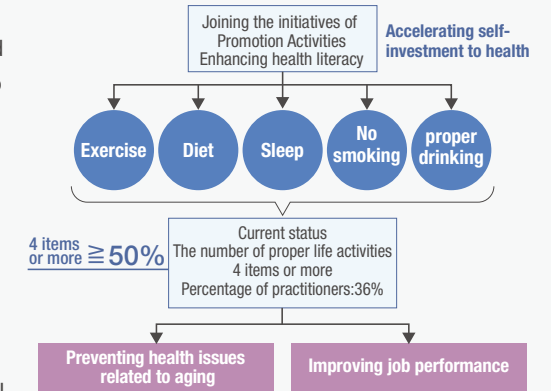 Joining the initiatives of
Promotion Activities
Enhancing health literacy
Accelerating self-
investment to health
Exercise
Diet
Sleep
No
smoking
proper
drinking
4 items
or more ≧50%
Current status
The number of proper life activities
4 items or more
Percentage of practitioners:36%
Preventing health issues
related to aging
Improving job performance